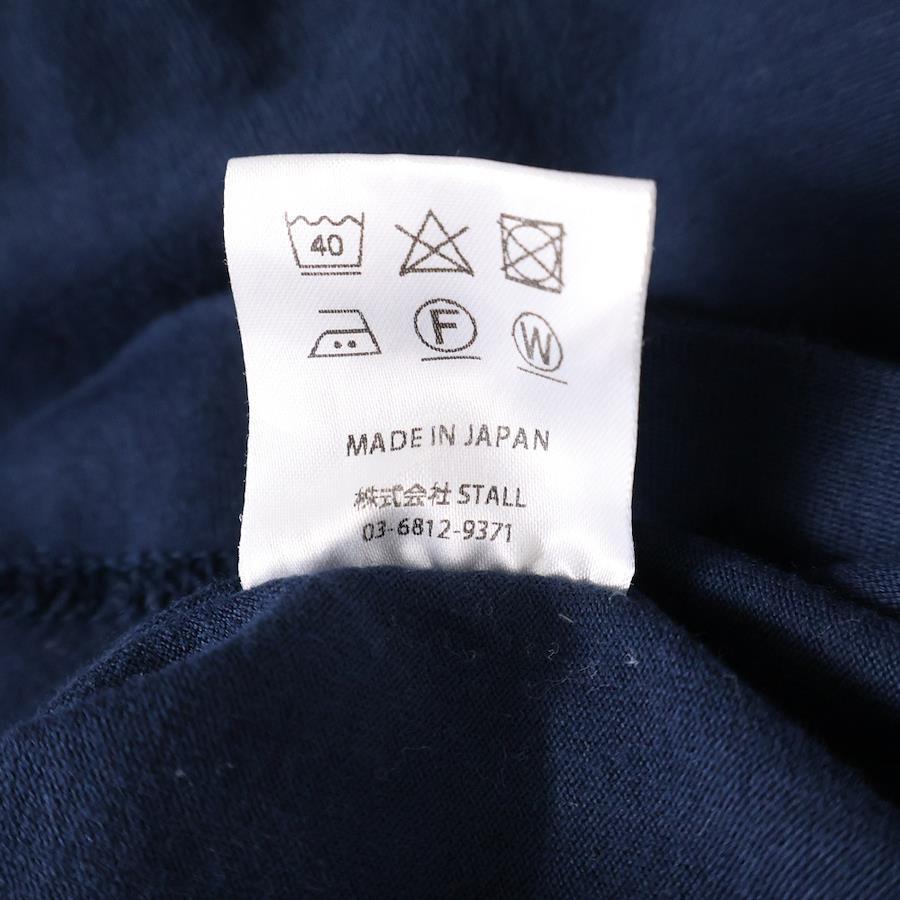 40
F
W
MADE IN JAPAN
株式会社 STALL
03-6812-9371